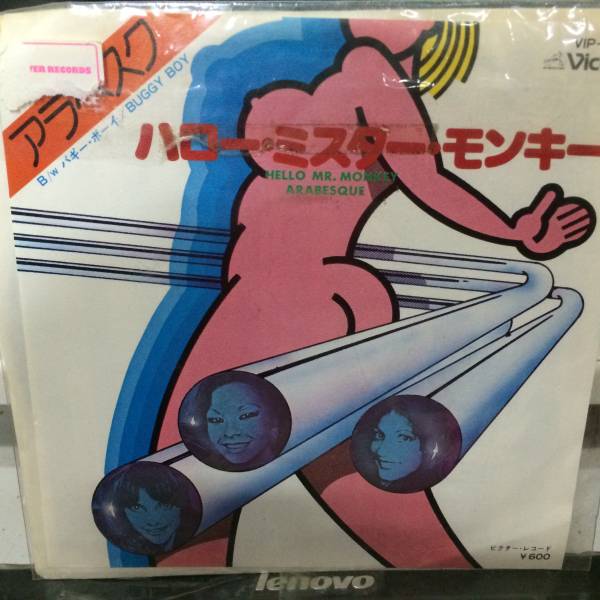 アラベスク
YER RECORDS
B/W バギー・ボーイ/BUGGY BOY
VIP-
Vic
ハロー・ミスター・モンキー
HELLO MR. MONKEY
ARABESQUE
ビクター・レコード
¥600
lenovo